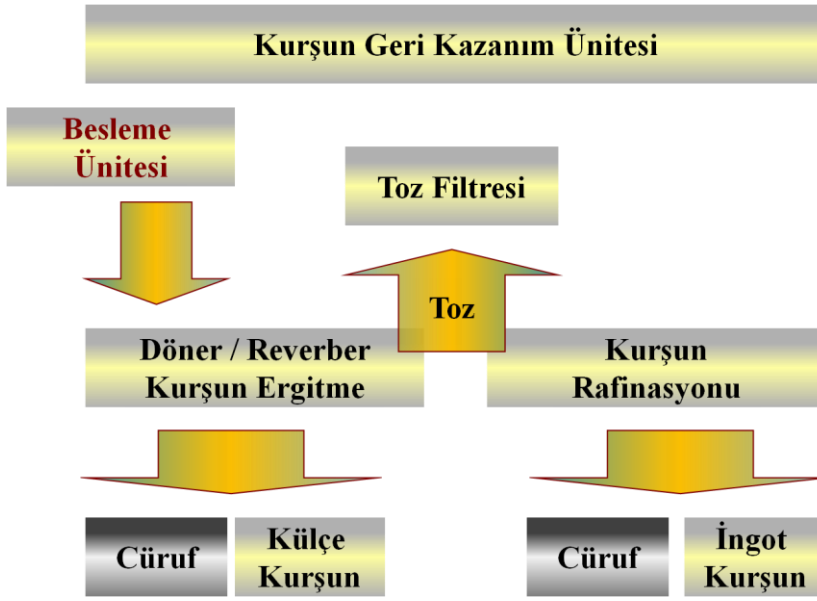 Kurşun Geri Kazanım Ünitesi
Besleme
Ünitesi
Toz Filtresi
Toz
Döner / Reverber
Kurşun Ergitme
Kurşun
Rafinasyonu
Cüruf
Külçe
Kurşun
Cüruf
İngot
Kurşun